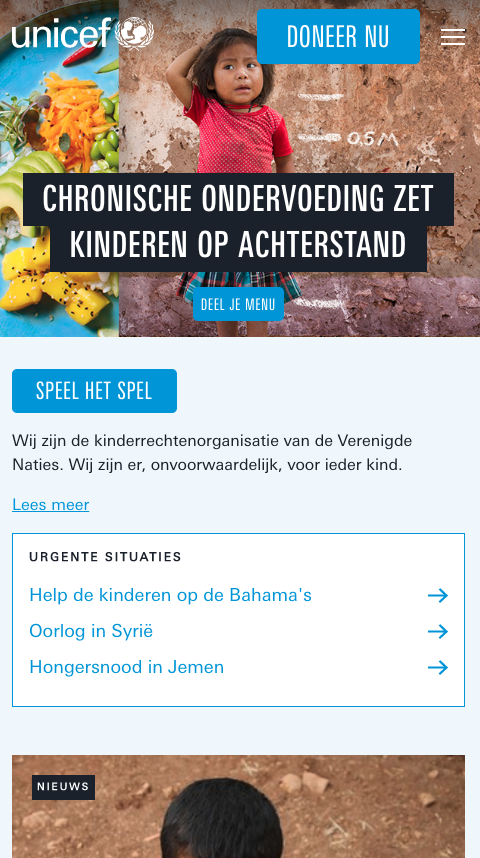 unicef
DONEER NU
0,5 M
CHRONISCHE ONDERVOEDING ZET
KINDEREN OP ACHTERSTAND
DEEL JE MENU
SPEEL HET SPEL
Wij zijn de kinderrechtenorganisatie van de Verenigde
Naties. Wij zijn er, onvoorwaardelijk, voor ieder kind.
Lees meer
URGENTE SITUATIES
Help de kinderen op de Bahama's
Oorlog in Syrië
Hongersnood in Jemen
NIEUWS